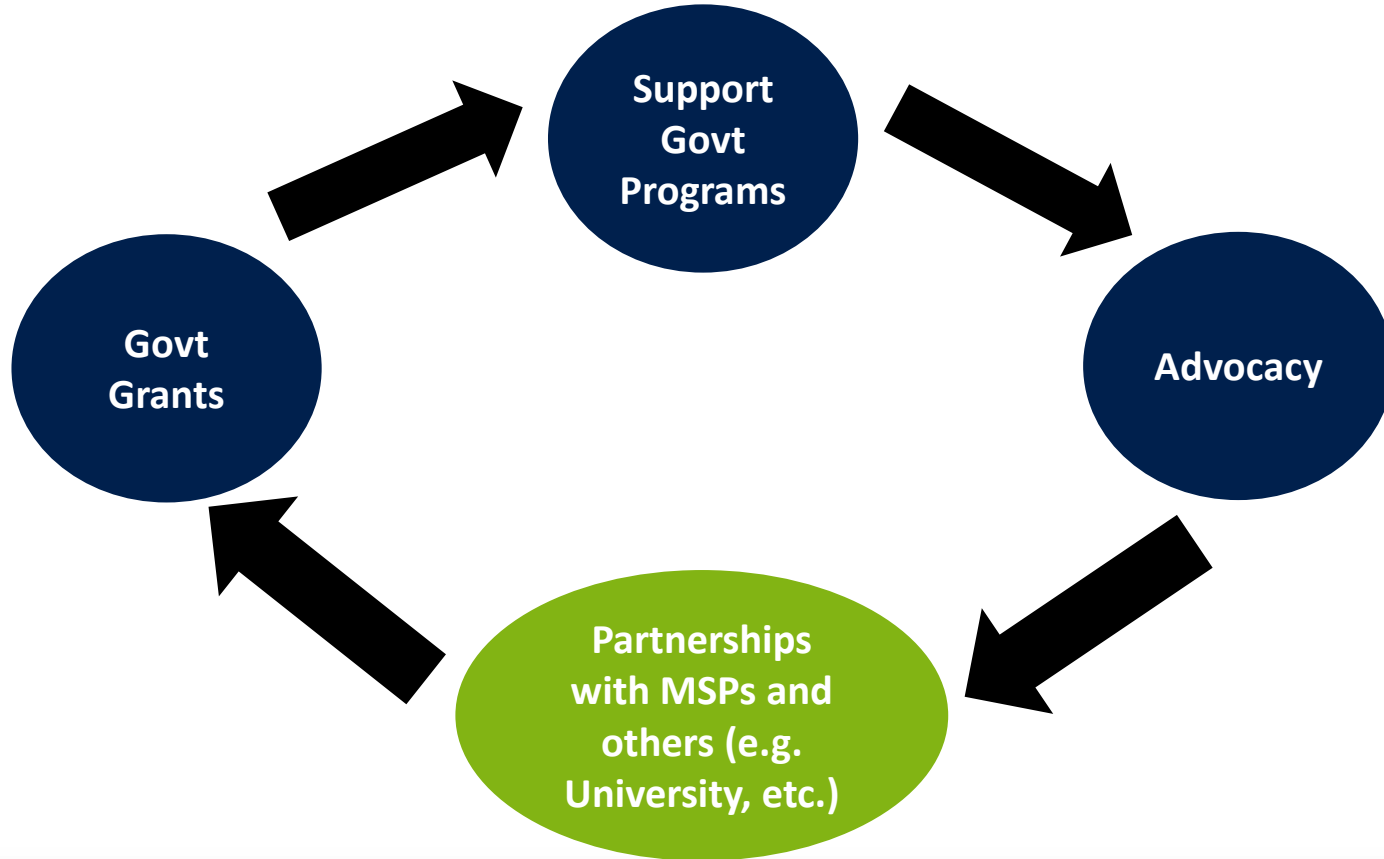 Support
Govt
Programs
Govt
Grants
Advocacy
Partnerships
with MSPs and
others (e.g.
University, etc.)